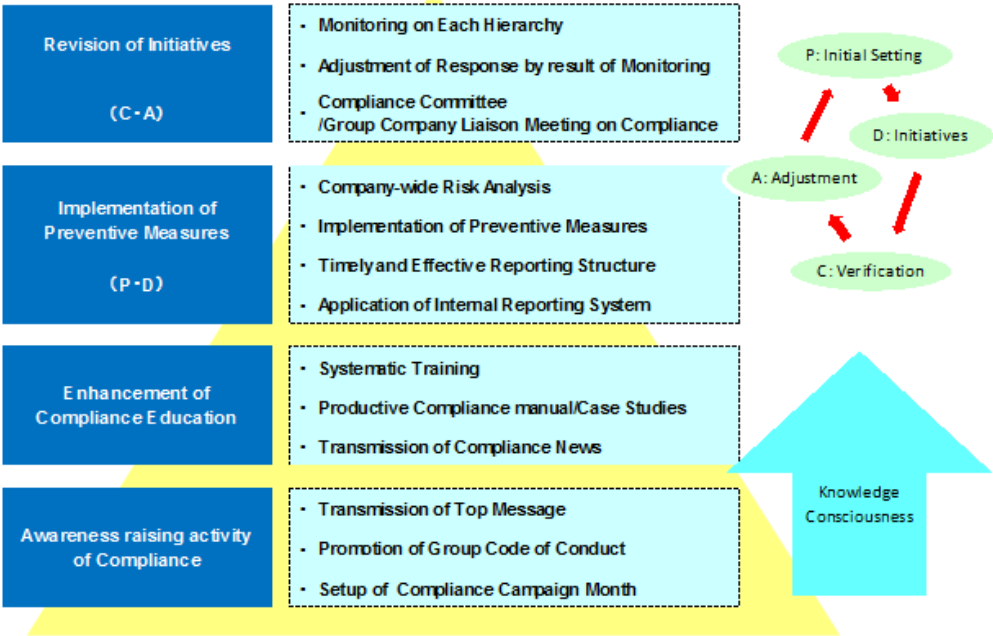 Revision of Initiatives
(C・A)
・ Monitoring on Each Hierarchy
・ Adjustment of Response by result of Monitoring
・ Compliance Committee
/Group Company Liaison Meeting on Compliance
P: Initial Setting
D: Initiatives
A: Adjustment
C: Verification
Implementation of
Preventive Measures
(P・D)
・ Company-wide Risk Analysis
・ Implementation of Preventive Measures
・ Timely and Effective Reporting Structure
・ Application of Internal Reporting System
Enhancement of
Compliance Education
・ Systematic Training
・ Productive Compliance manual/Case Studies
・ Transmission of Compliance News
Knowledge
Consciousness
Awareness raising activity
of Compliance
・ Transmission of Top Message
・ Promotion of Group Code of Conduct
・ Setup of Compliance Campaign Month